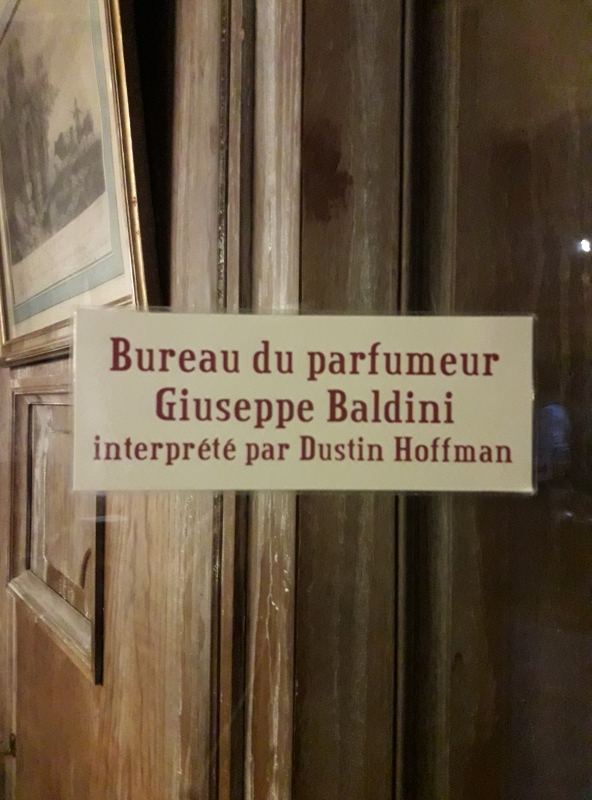 Bureau du parfumeur
Giuseppe Baldini
interprété par Dustin Hoffman